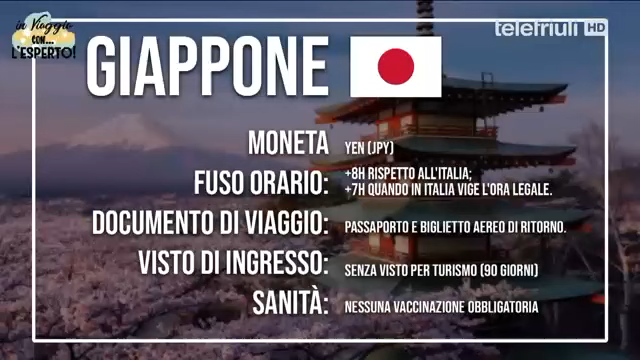 in Viaggio
CON...
L'ESPERTO!
telefriuli HD
GIAPPONE
MONETA YEN (JPY)
FUSO ORARIO: +8H RISPETTO ALL'ITALIA;
+7H QUANDO IN ITALIA VIGE L'ORA LEGALE.
DOCUMENTO DI VIAGGIO: PASSAPORTO E BIGLIETTO AEREO DI RITORNO.
VISTO DI INGRESSO: SENZA VISTO PER TURISMO (90 GIORNI)
SANITÀ: NESSUNA VACCINAZIONE OBBLIGATORIA